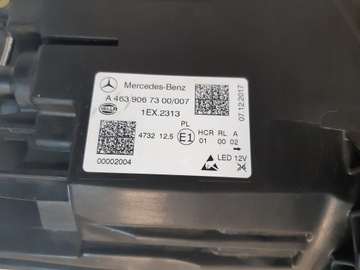 Mercedes-Benz
A 463 906 73 00/007
HELLA
1EX.2313
07.12.2017
PL
4732 12,5
E1
HCR RL A
01 00 02
00002004
LED 12V